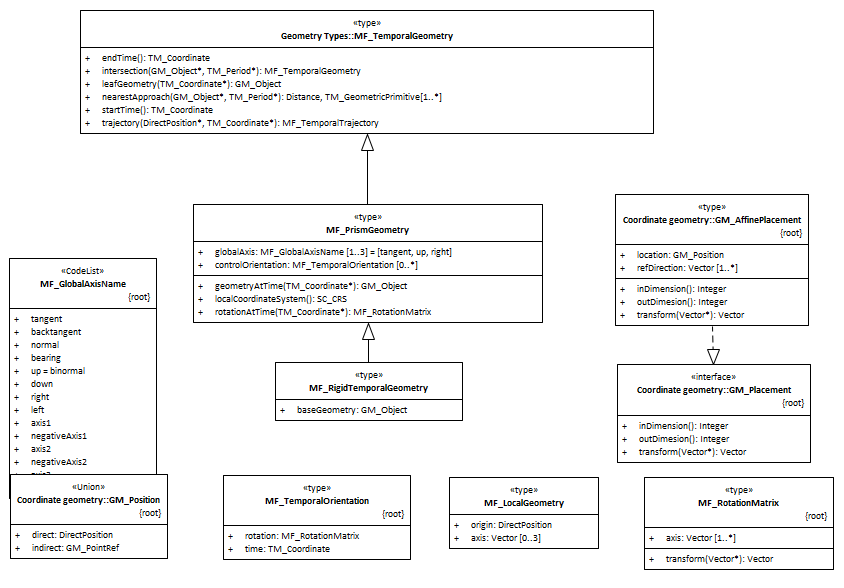 «type»
Geometry Types::MF_TemporalGeometry
+ endTime(): TM_Coordinate
+ intersection(GM_Object*, TM_Period*): MF_TemporalGeometry
+ leafGeometry(TM_Coordinate*): GM_Object
+ nearestApproach(GM_Object*, TM_Period*): Distance, TM_GeometricPrimitive[1..*]
+ startTime(): TM_Coordinate
+ trajectory(DirectPosition*, TM_Coordinate*): MF_TemporalTrajectory
«type»
MF_PrismGeometry
+ globalAxis: MF_GlobalAxisName [1..3] = [tangent, up, right]
+ controlOrientation: MF_TemporalOrientation [0..*]
+ geometryAtTime(TM_Coordinate*): GM_Object
+ localCoordinateSystem(): SC_CRS
+ rotationAtTime(TM_Coordinate*): MF_RotationMatrix
«type»
Coordinate geometry::GM_AffinePlacement
{root}
+ location: GM_Position
+ refDirection: Vector [1..*]
+ inDimension(): Integer
+ outDimesion(): Integer
+ transform(Vector*): Vector
«CodeList»
MF_GlobalAxisName
{root}
+ tangent
+ backtangent
+ normal
+ bearing
+ up = binormal
+ down
+ right
+ left
+ axis1
+ negativeAxis1
+ axis2
+ negativeAxis2
«type»
MF_RigidTemporalGeometry
+ baseGeometry: GM_Object
«interface»
Coordinate geometry::GM_Placement
{root}
+ inDimension(): Integer
+ outDimesion(): Integer
+ transform(Vector*): Vector
«Union»
Coordinate geometry::GM_Position
{root}
+ direct: DirectPosition
+ indirect: GM_PointRef
«type»
MF_TemporalOrientation
{root}
+ rotation: MF_RotationMatrix
+ time: TM_Coordinate
«type»
MF_LocalGeometry
+ origin: DirectPosition
+ axis: Vector [0..3]
«type»
MF_RotationMatrix
{root}
+ axis: Vector [1..*]
+ transform(Vector*): Vector